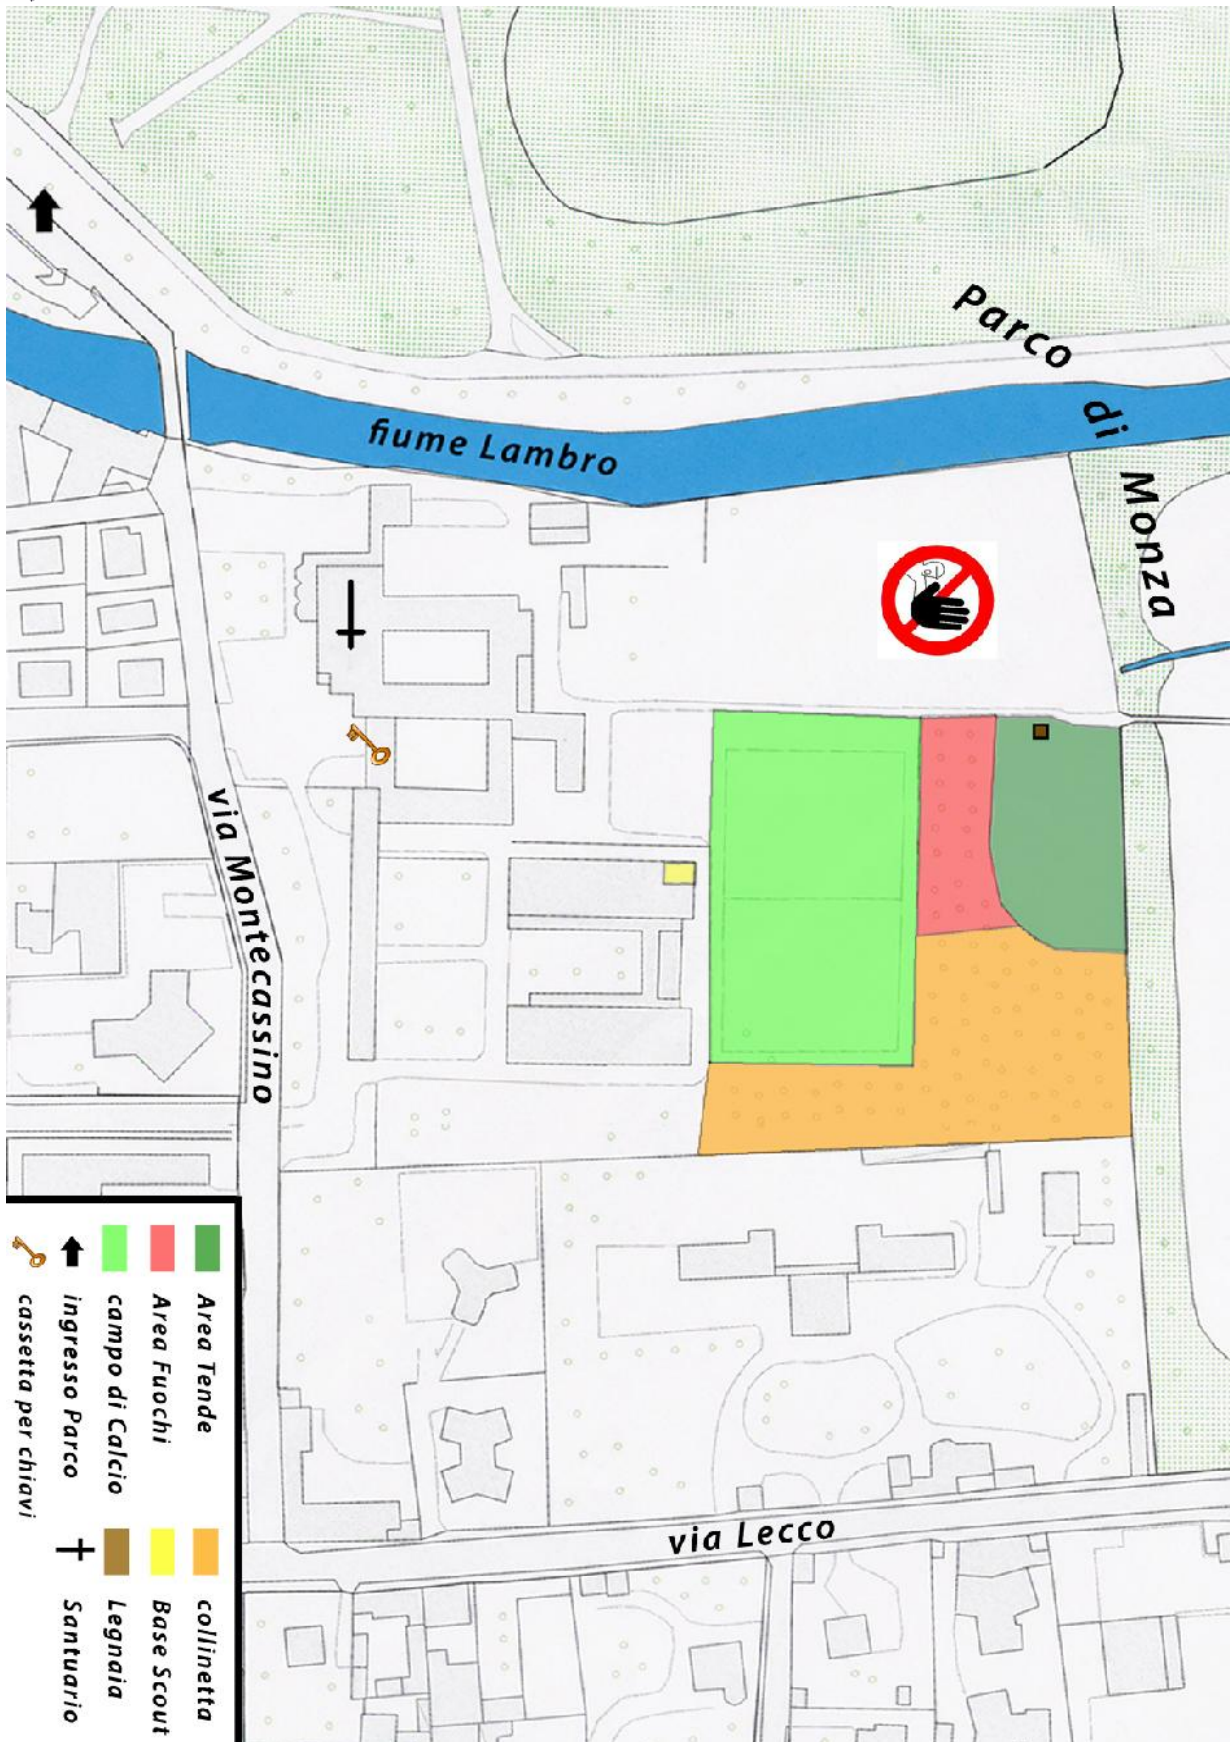 Parco di Monza
fiume Lambro
via Montecassino
via Lecco
Area Tende
Area Fuochi
campo di Calcio
ingresso Parco
cassetta per chiavi
collinetta
Base Scout
Legnaia
Santuario